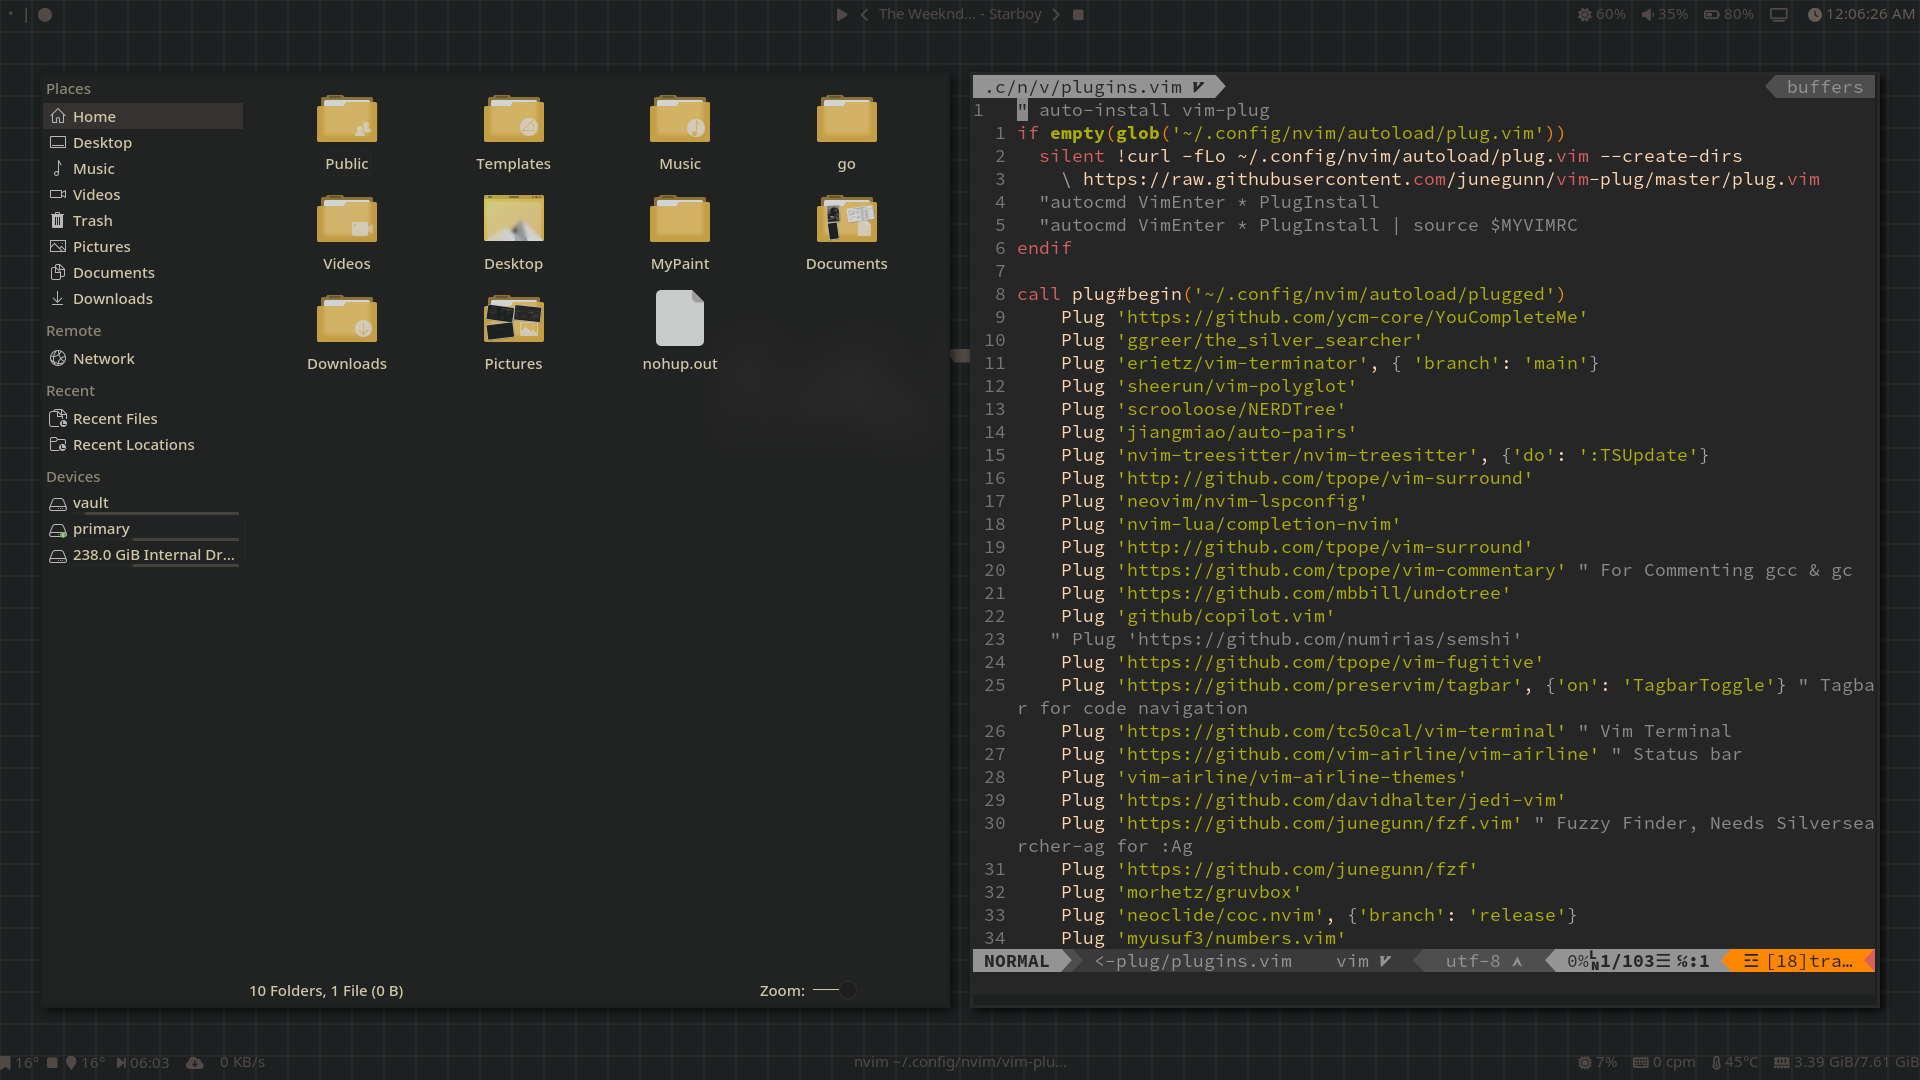 The Weeknd... - Starboy
60% 35% 80% 12:06:26 AM
Places
Home
Desktop
Music
Videos
Trash
Pictures
Documents
Downloads
Remote
Network
Recent
Recent Files
Recent Locations
Devices
vault
primary
238.0 GiB Internal Dr...
Public Templates Music go
Videos Desktop MyPaint Documents
Downloads Pictures nohup.out
10 Folders, 1 File (0 B)
Zoom:
.c/n/v/plugins.vim
buffers
1 " auto-install vim-plug
1 if empty(glob('~/.config/nvim/autoload/plug.vim'))
2 silent !curl -fLo ~/.config/nvim/autoload/plug.vim --create-dirs
3 \ https://raw.githubusercontent.com/junegunn/vim-plug/master/plug.vim
4 "autocmd VimEnter * PlugInstall
5 "autocmd VimEnter * PlugInstall | source $MYVIMRC
6 endif
7
8 call plug#begin('~/.config/nvim/autoload/plugged')
9 Plug 'https://github.com/ycm-core/YouCompleteMe'
10 Plug 'ggreer/the_silver_searcher'
11 Plug 'erietz/vim-terminator', { 'branch': 'main'}
12 Plug 'sheerun/vim-polyglot'
13 Plug 'scrooloose/NERDTree'
14 Plug 'jiangmiao/auto-pairs'
15 Plug 'nvim-treesitter/nvim-treesitter', {'do': ':TSUpdate'}
16 Plug 'http://github.com/tpope/vim-surround'
17 Plug 'neovim/nvim-lspconfig'
18 Plug 'nvim-lua/completion-nvim'
19 Plug 'http://github.com/tpope/vim-surround'
20 Plug 'https://github.com/tpope/vim-commentary' " For Commenting gcc & gc
21 Plug 'https://github.com/mbbill/undotree'
22 Plug 'github/copilot.vim'
23 " Plug 'https://github.com/numirias/semshi'
24 Plug 'https://github.com/tpope/vim-fugitive'
25 Plug 'https://github.com/preservim/tagbar', {'on': 'TagbarToggle'} " Tagba
r for code navigation
26 Plug 'https://github.com/tc50cal/vim-terminal' " Vim Terminal
27 Plug 'https://github.com/vim-airline/vim-airline' " Status bar
28 Plug 'vim-airline/vim-airline-themes'
29 Plug 'https://github.com/davidhalter/jedi-vim'
30 Plug 'https://github.com/junegunn/fzf.vim' " Fuzzy Finder, Needs Silversea
rcher-ag for :Ag
31 Plug 'https://github.com/junegunn/fzf'
32 Plug 'morhetz/gruvbox'
33 Plug 'neoclide/coc.nvim', {'branch': 'release'}
34 Plug 'myusuf3/numbers.vim'
NORMAL <-plug/plugins.vim vim utf-8 0% LN 1/103☰ ℅:1 ☲ [18]tra…
16° 16° 06:03 0 KB/s
nvim ~/.config/nvim/vim-plu...
7% 0 cpm 45°C 3.39 GiB/7.61 GiB